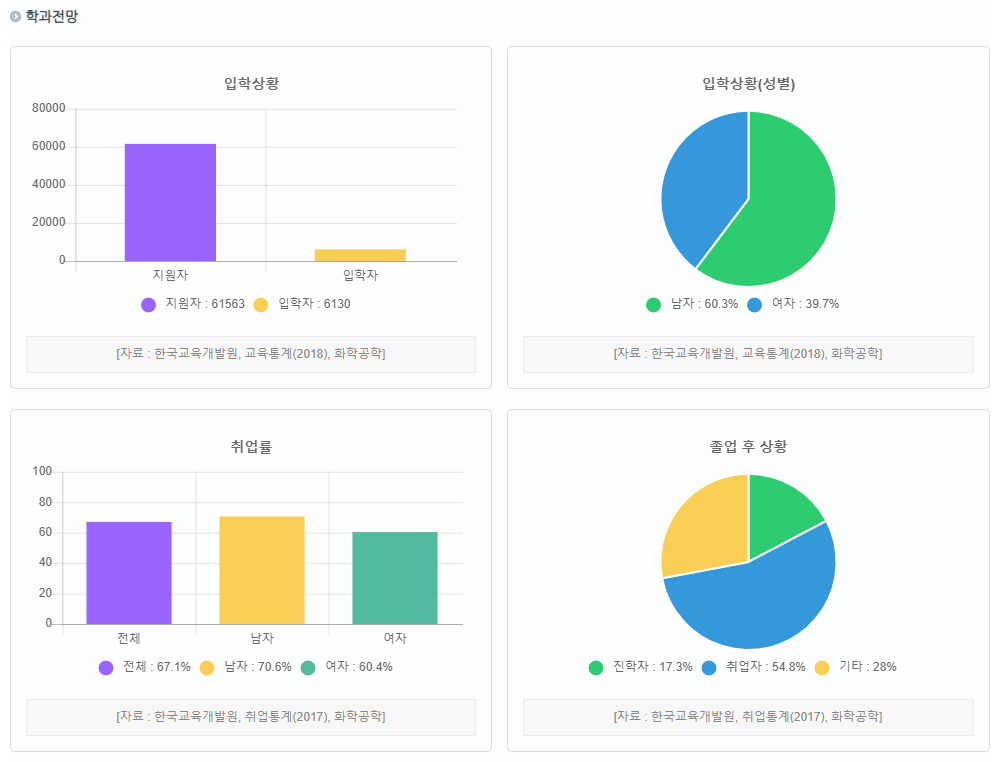 학과전망
입학상황
80000
60000
40000
20000
0
지원자 입학자
지원자 : 61563 입학자 : 6130
[자료 : 한국교육개발원, 교육통계(2018), 화학공학]
입학상황(성별)
남자 : 60.3% 여자 : 39.7%
[자료 : 한국교육개발원, 교육통계(2018), 화학공학]
취업률
100
80
60
40
20
0
전체 남자 여자
전체 : 67.1% 남자 : 70.6% 여자 : 60.4%
[자료 : 한국교육개발원, 취업통계(2017), 화학공학]
졸업 후 상황
진학자 : 17.3% 취업자 : 54.8% 기타 : 28%
[자료 : 한국교육개발원, 취업통계(2017), 화학공학]